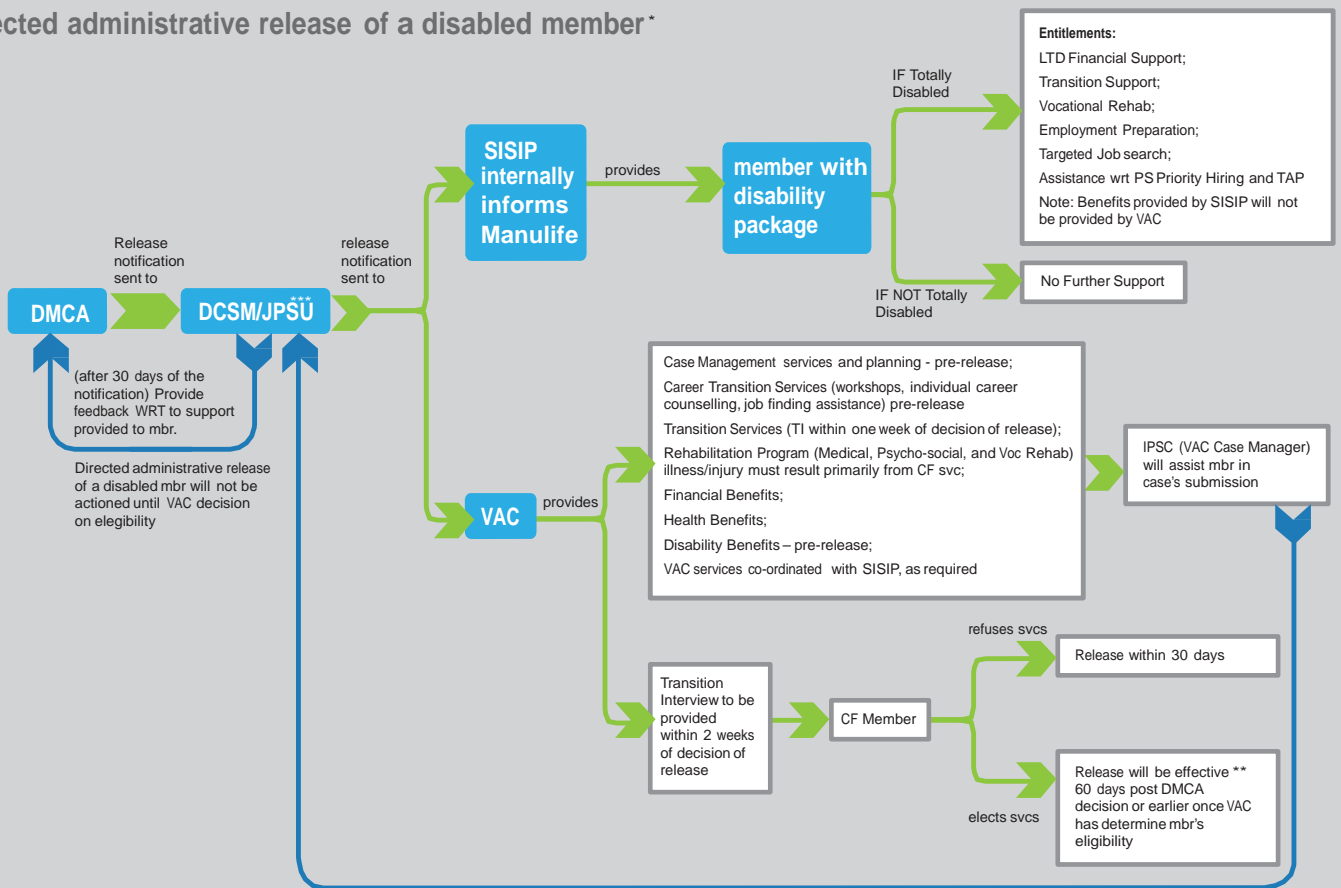 ected administrative release of a disabled member*
Entitlements:
LTD Financial Support;
Transition Support;
Vocational Rehab;
Employment Preparation;
Targeted Job search;
Assistance wrt PS Priority Hiring and TAP
Note: Benefits provided by SISIP will not
be provided by VAC
IF Totally
Disabled
SISIP
internally
informs
Manulife
provides
member with
disability
package
IF NOT Totally
Disabled
No Further Support
Release
notification
sent to
release
notification
sent to
DMCA
DCSM/JPSU***
(after 30 days of the
notification) Provide
feedback WRT to support
provided to mbr.
Directed administrative release
of a disabled mbr will not be
actioned until VAC decision
on elegibility
VAC
provides
Case Management services and planning - pre-release;
Career Transition Services (workshops, individual career
counselling, job finding assistance) pre-release
Transition Services (TI within one week of decision of release);
Rehabilitation Program (Medical, Psycho-social, and Voc Rehab)
illness/injury must result primarily from CF svc;
Financial Benefits;
Health Benefits;
Disability Benefits – pre-release;
VAC services co-ordinated with SISIP, as required
IPSC (VAC Case Manager)
will assist mbr in
case's submission
Transition
Interview to be
provided
within 2 weeks
of decision of
release
CF Member
refuses svcs
Release within 30 days
elects svcs
Release will be effective **
60 days post DMCA
decision or earlier once VAC
has determine mbr's
eligibility